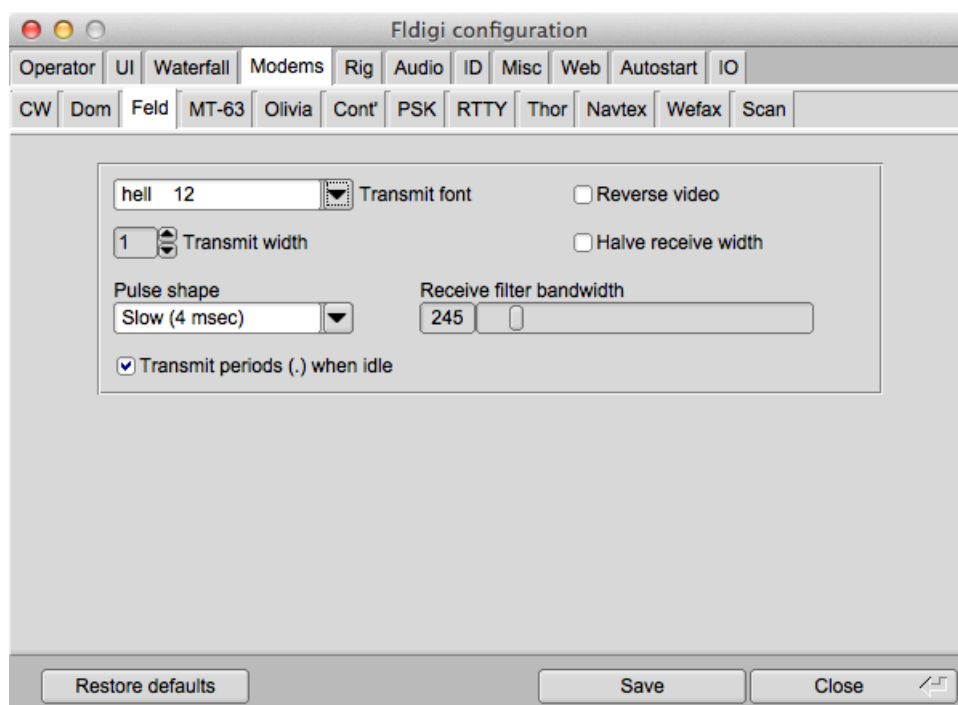 Fldigi configuration
Operator UI Waterfall Modems Rig Audio ID Misc Web Autostart IO
CW Dom Feld MT-63 Olivia Cont' PSK RTTY Thor Navtex Wefax Scan
hell 12 Transmit font Reverse video
1 Transmit width Halve receive width
Pulse shape Receive filter bandwidth
Slow (4 msec) 245
Transmit periods (.) when idle
Restore defaults Save Close